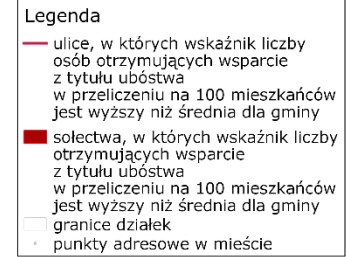 Legenda
ulice, w których wskaźnik liczby
osób otrzymujących wsparcie
z tytułu ubóstwa
w przeliczeniu na 100 mieszkańców
jest wyższy niż średnia dla gminy
sołectwa, w których wskaźnik liczby
otrzymujących wsparcie
z tytułu ubóstwa
w przeliczeniu na 100 mieszkańców
jest wyższy niż średnia dla gminy
granice działek
punkty adresowe w mieście